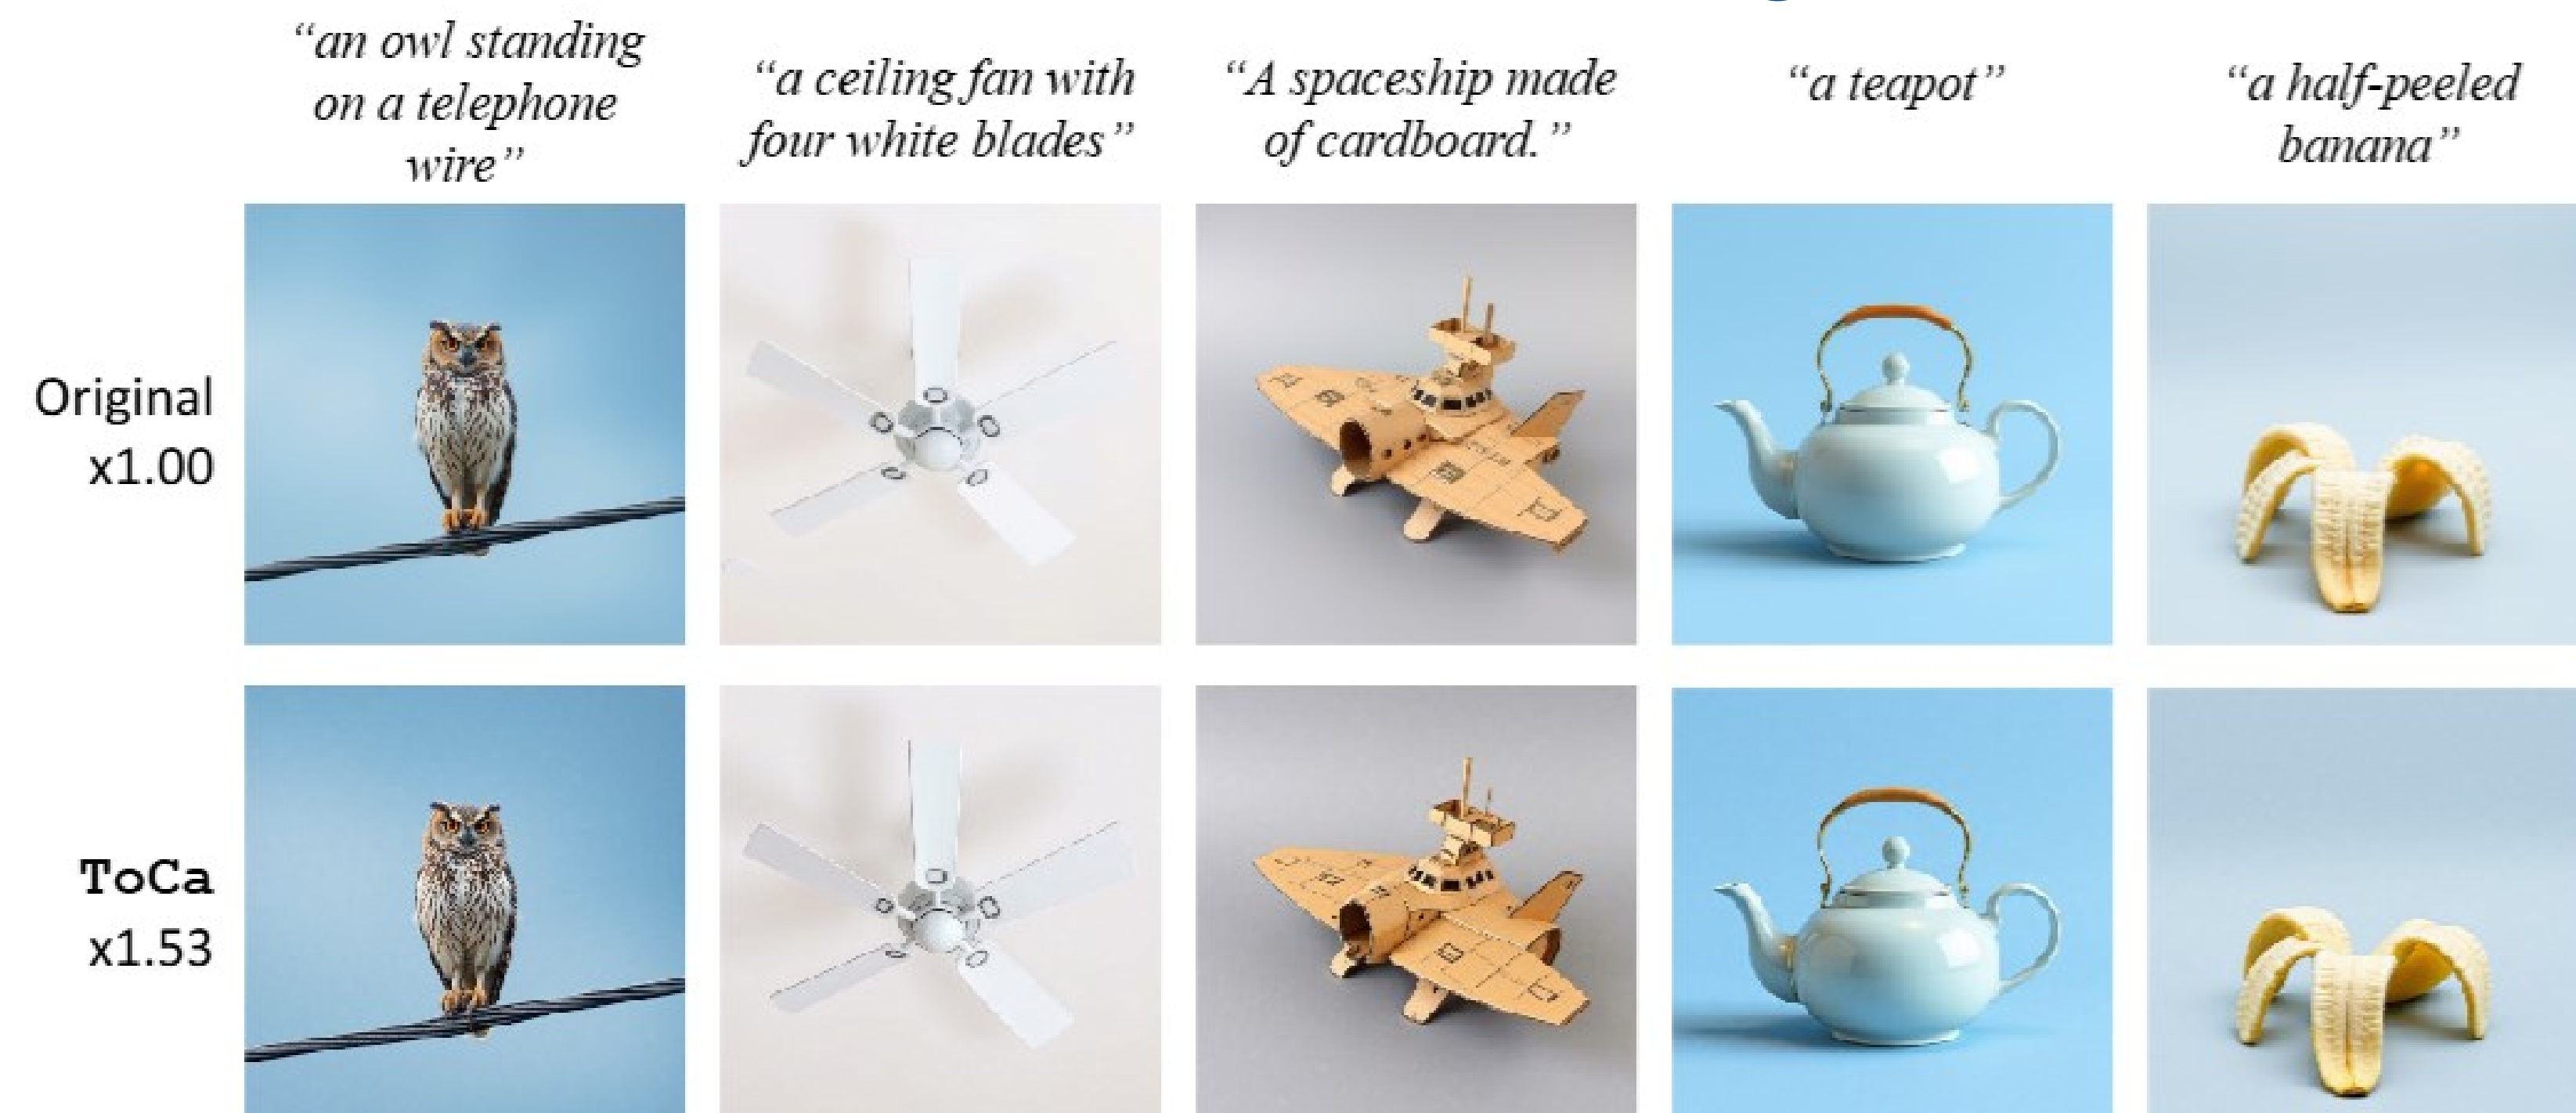 “an owl standing
on a telephone
wire”
“a ceiling fan with
four white blades”
“A spaceship made
of cardboard.”
“a teapot”
“a half-peeled
banana”
Original
x1.00
ToCa
x1.53